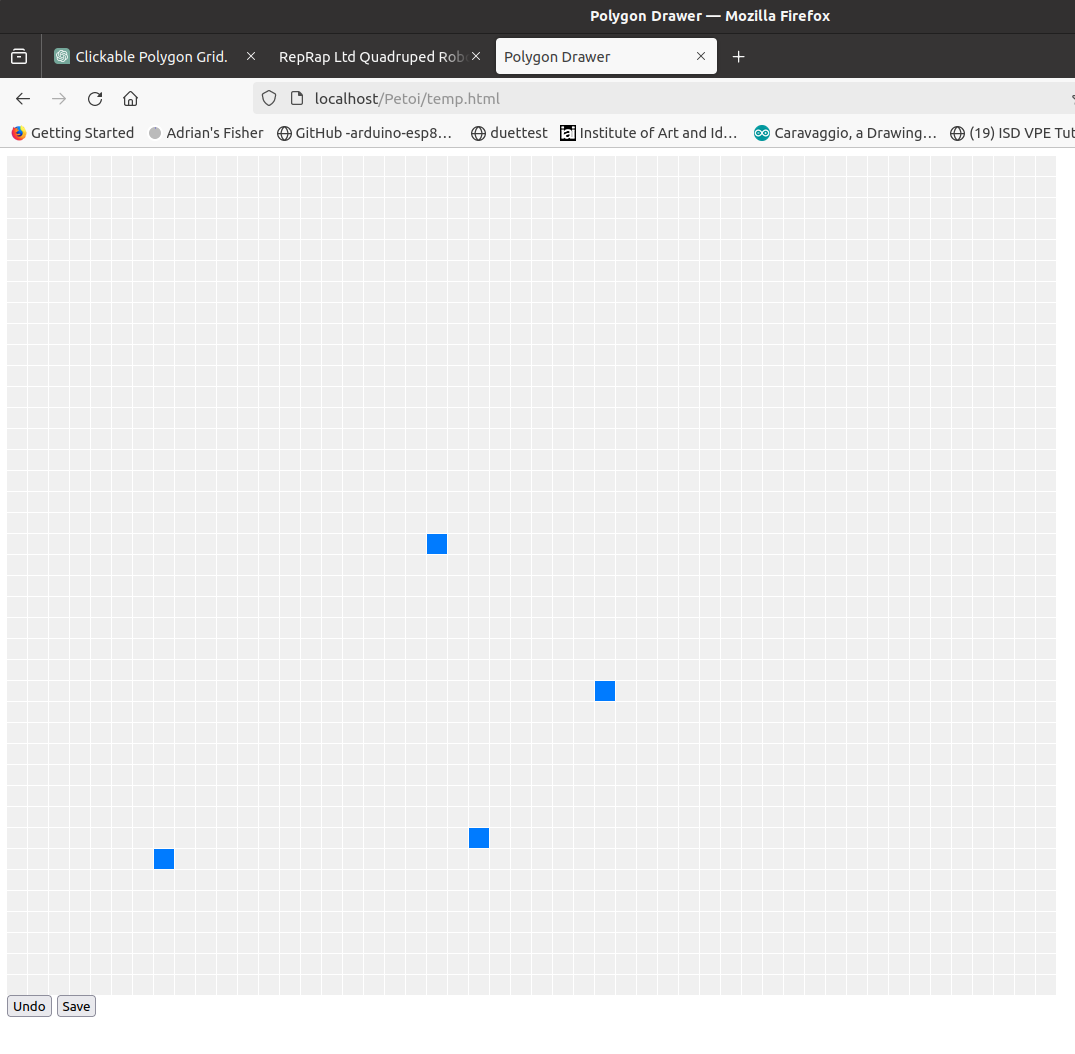 Polygon Drawer — Mozilla Firefox
Clickable Polygon Grid. RepRap Ltd Quadruped Rob Polygon Drawer
localhost/Petoi/temp.html
Getting Started Adrian's Fisher GitHub -arduino-esp8… duettest Institute of Art and Id… Caravaggio, a Drawing… (19) ISD VPE Tut
Undo Save